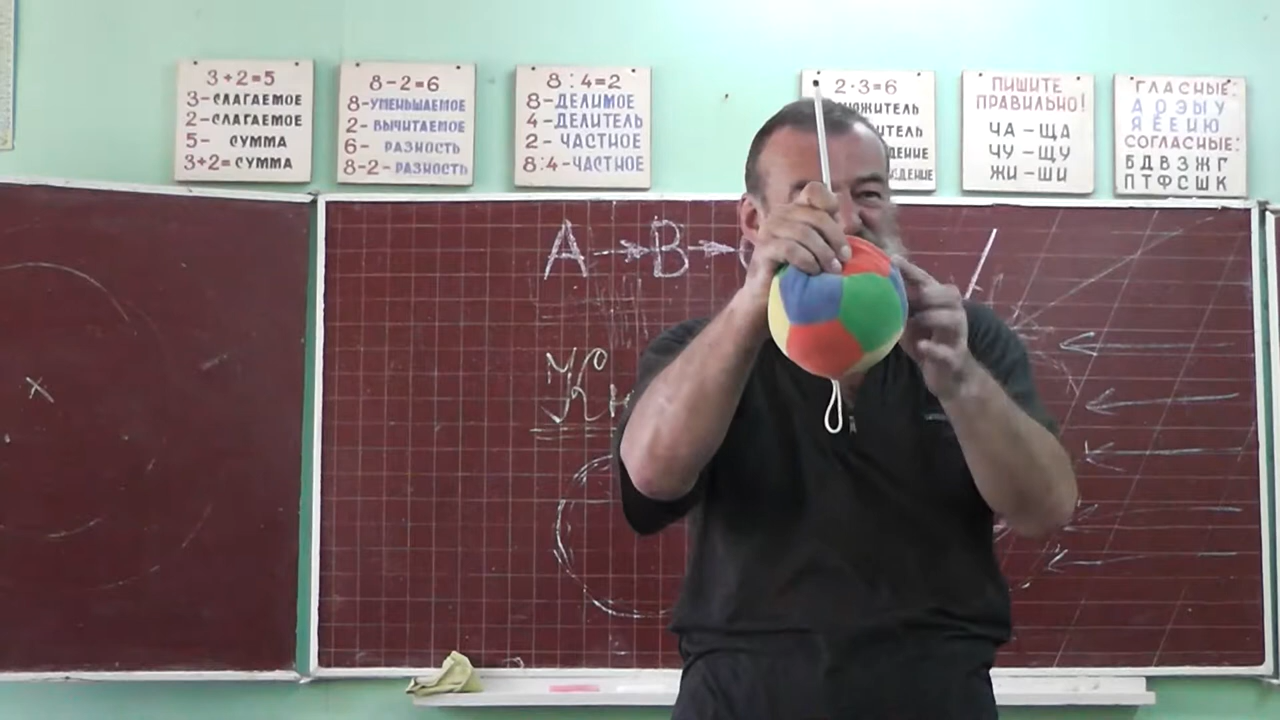 3+2=5
3-СЛАГАЕМОЕ
2-СЛАГАЕМОЕ
5- СУММА
3+2=СУММА
8-2=6
8-УМЕНЬШАЕМОЕ
2-ВЫЧИТАЕМОЕ
6- РАЗНОСТЬ
8-2-РАЗНОСТЬ
8:4=2
8-ДЕЛИМОЕ
4-ДЕЛИТЕЛЬ
2-ЧАСТНОЕ
8:4-ЧАСТНОЕ
2·3=6
ПИШИТЕ
ПРАВИЛЬНО!
ЧА-ЩА
ЧУ-ЩУ
ЖИ-ШИ
ГЛАСНЫЕ:
А О Э Ы У
Я Ё Е И Ю
СОГЛАСНЫЕ:
Б Д В З Ж Г
П Т Ф С Ш К
A→B→